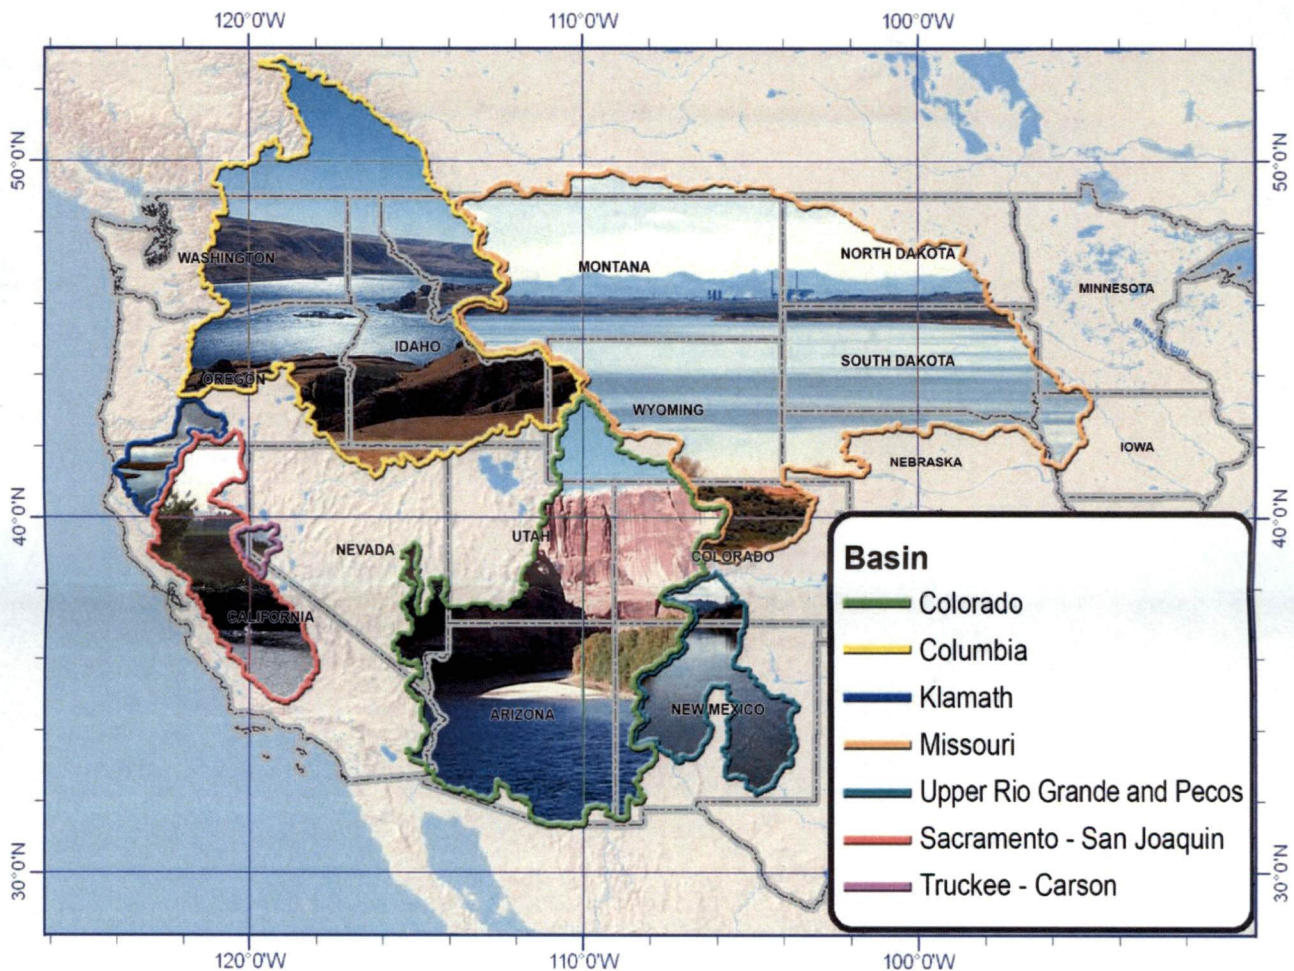 120°0'W 110°0'W 100°0'W
50°0'N 50°0'N
WASHINGTON
MONTANA
NORTH DAKOTA
MINNESOTA
Mississippi
IDAHO
SOUTH DAKOTA
OREGON
WYOMING
IOWA
NEBRASKA
40°0'N 40°0'N
NEVADA
UTAH
COLORADO
CALIFORNIA
ARIZONA
NEW MEXICO
Basin
Colorado
Columbia
Klamath
Missouri
Upper Rio Grande and Pecos
Sacramento - San Joaquin
Truckee - Carson
30°0'N 30°0'N
120°0'W 110°0'W 100°0'W